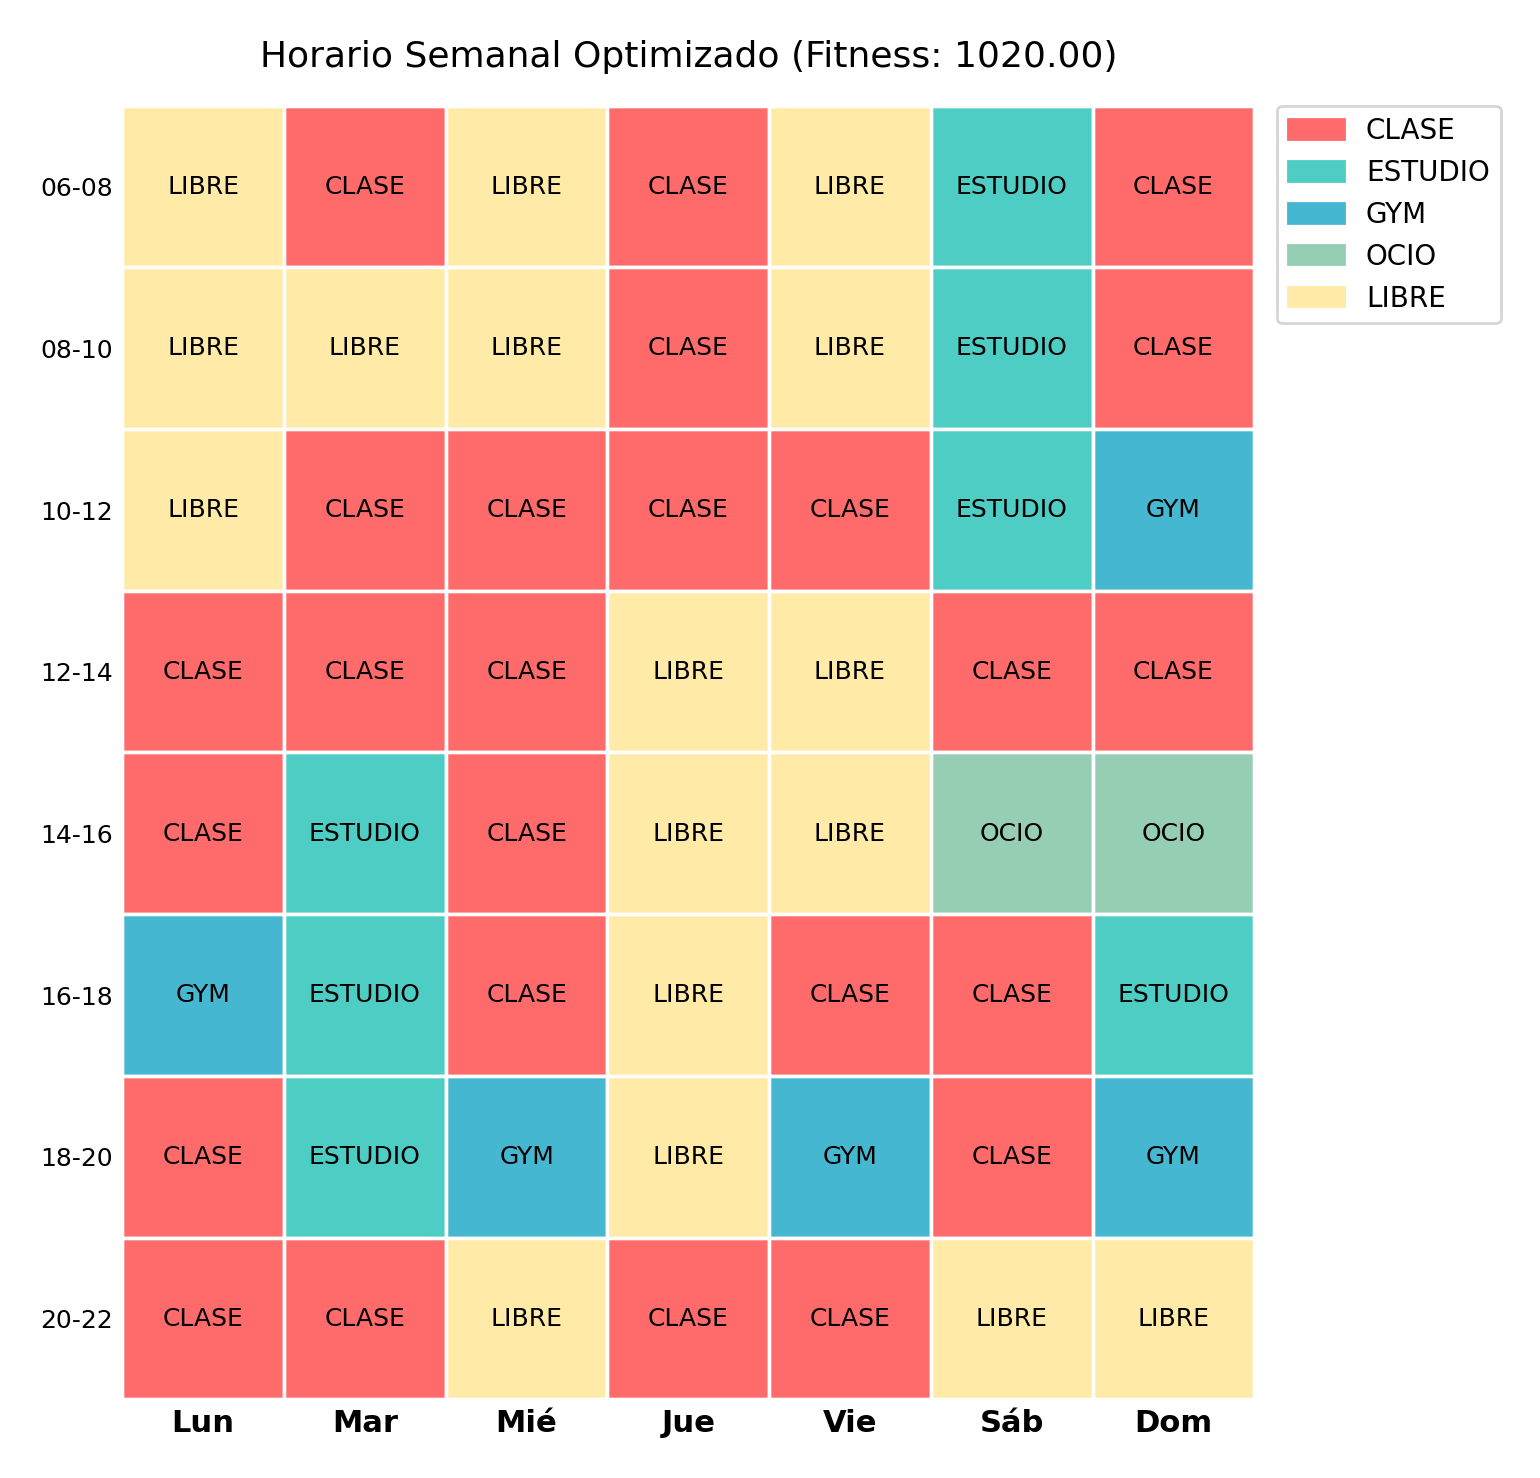 Horario Semanal Optimizado (Fitness: 1020.00)
06-08 LIBRE CLASE LIBRE CLASE LIBRE ESTUDIO CLASE
08-10 LIBRE LIBRE LIBRE CLASE LIBRE ESTUDIO CLASE
10-12 LIBRE CLASE CLASE CLASE CLASE ESTUDIO GYM
12-14 CLASE CLASE CLASE LIBRE LIBRE CLASE CLASE
14-16 CLASE ESTUDIO CLASE LIBRE LIBRE OCIO OCIO
16-18 GYM ESTUDIO CLASE LIBRE CLASE CLASE ESTUDIO
18-20 CLASE ESTUDIO GYM LIBRE GYM CLASE GYM
20-22 CLASE CLASE LIBRE CLASE CLASE LIBRE LIBRE
Lun Mar Mié Jue Vie Sáb Dom
CLASE
ESTUDIO
GYM
OCIO
LIBRE